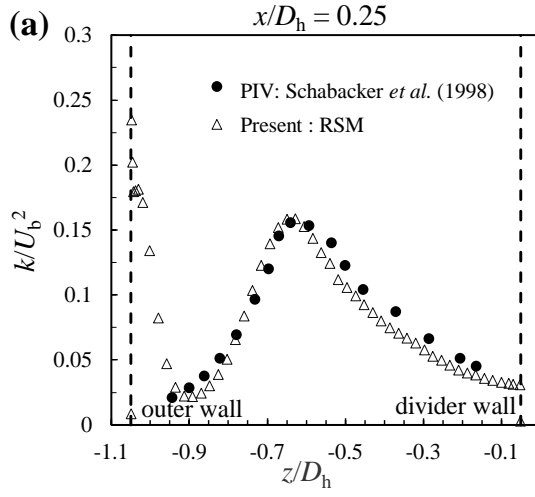 (a)
x/Dh = 0.25
0.3
0.25
0.2
0.15
0.1
0.05
0
k/Ub2
PIV: Schabacker et al. (1998)
Present : RSM
outer wall
divider wall
-1.1
-0.9
-0.7
-0.5
-0.3
-0.1
z/Dh